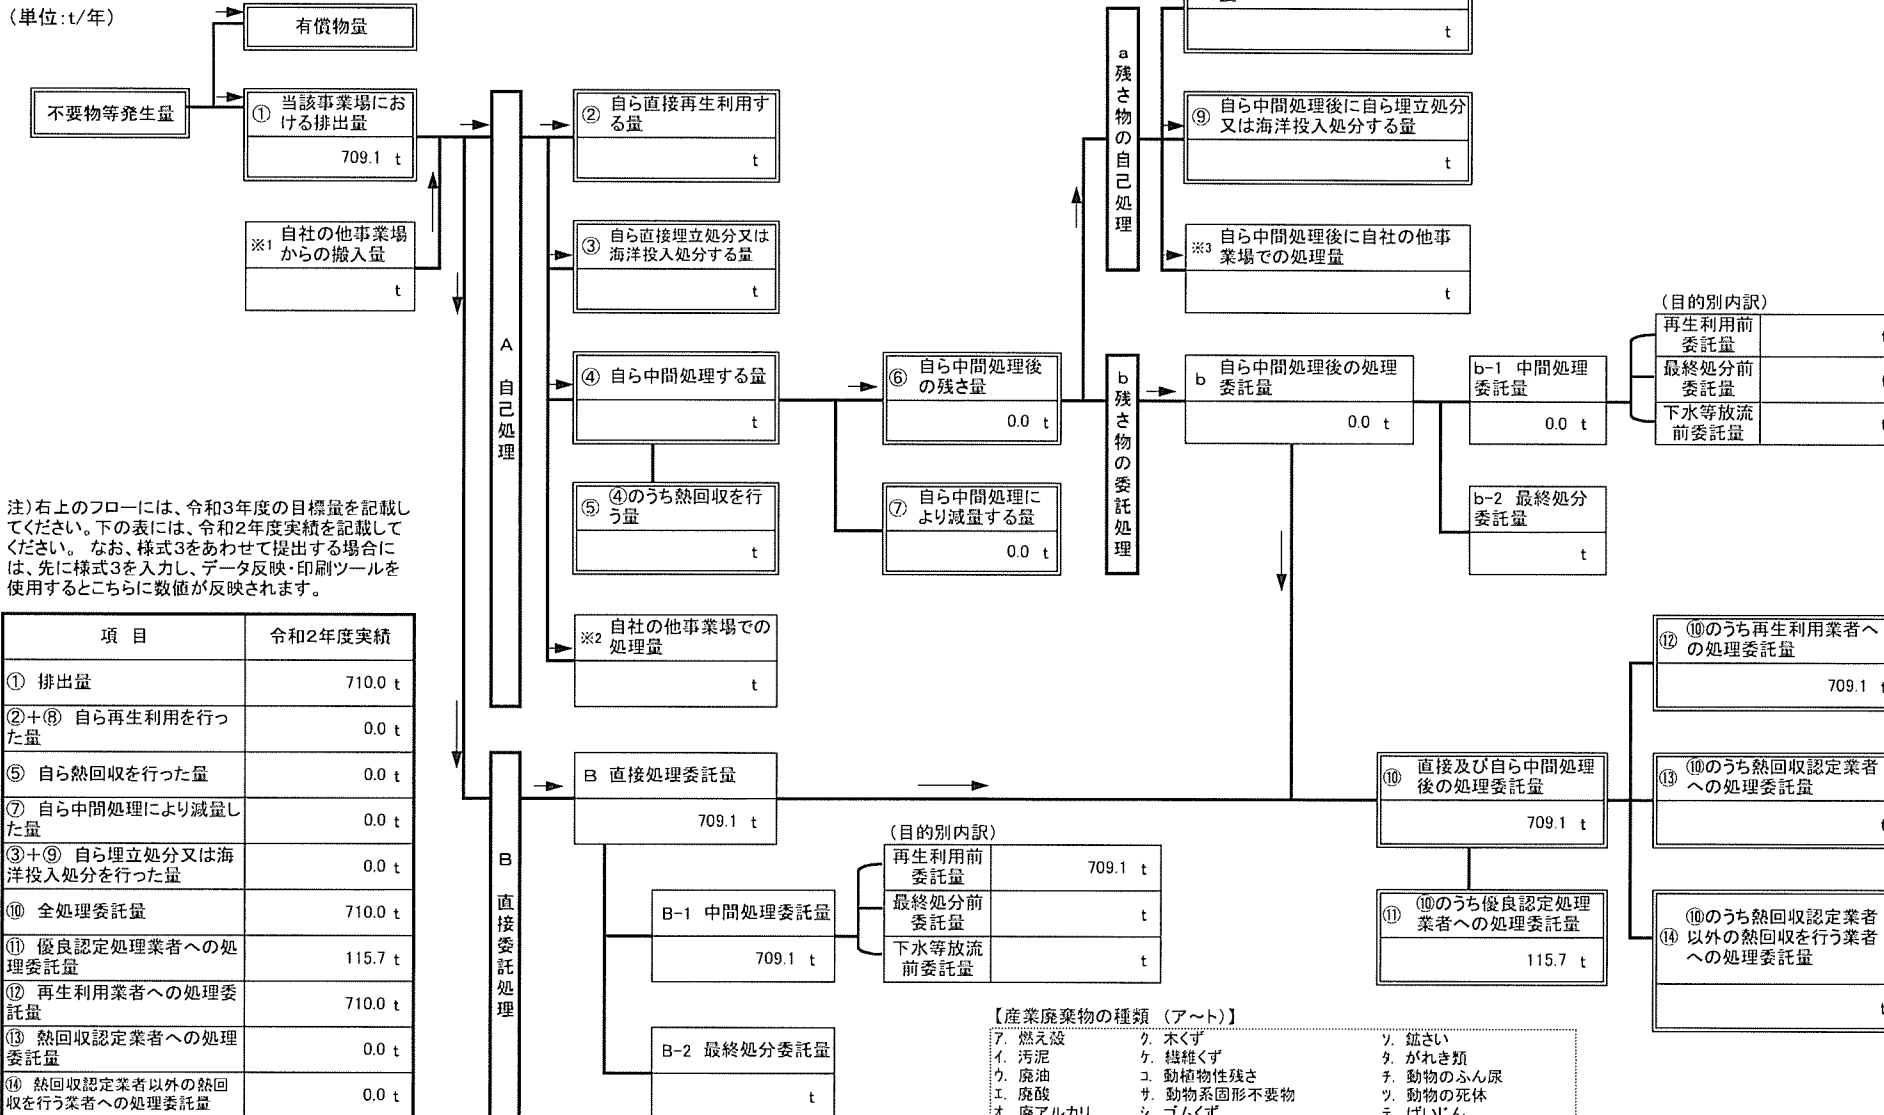 (単位:t/年)
有償物量
不要物等発生量
① 当該事業場にお
ける排出量
709.1 t
※1 自社の他事業場
からの搬入量
t
A 自己処理
② 自ら直接再生利用す
る量
t
③ 自ら直接埋立処分又は
海洋投入処分する量
t
④ 自ら中間処理する量
t
⑤ ④のうち熱回収を行
う量
t
※2 自社の他事業場での
処理量
t
⑥ 自ら中間処理後
の残さ量
0.0 t
⑦ 自ら中間処理に
より減量する量
0.0 t
a 残さ物の自己処理
t
⑨ 自ら中間処理後に自ら埋立処分
又は海洋投入処分する量
t
※3 自ら中間処理後に自社の他事
業場での処理量
t
b 残さ物の委託処理
b 自ら中間処理後の処理
委託量
0.0 t
b-1 中間処理
委託量
0.0 t
b-2 最終処分
委託量
t
(目的別内訳)
再生利用前
委託量
t
最終処分前
委託量
下水等放流
前委託量
t
注)右上のフローには、令和3年度の目標量を記載し
てください。下の表には、令和2年度実績を記載して
ください。 なお、様式3をあわせて提出する場合に
は、先に様式3を入力し、データ反映・印刷ツールを
使用するとこちらに数値が反映されます。
項 目 令和2年度実績
① 排出量 710.0 t
②+⑧ 自ら再生利用を行っ
た量 0.0 t
⑤ 自ら熱回収を行った量 0.0 t
⑦ 自ら中間処理により減量し
た量 0.0 t
③+⑨ 自ら埋立処分又は海
洋投入処分を行った量 0.0 t
⑩ 全処理委託量 710.0 t
⑪ 優良認定処理業者への処
理委託量 115.7 t
⑫ 再生利用業者への処理委
託量 710.0 t
⑬ 熱回収認定業者への処理
委託量 0.0 t
⑭ 熱回収認定業者以外の熱回
収を行う業者への処理委託量 0.0 t
B 直接委託処理
B 直接処理委託量
709.1 t
B-1 中間処理委託量
709.1 t
B-2 最終処分委託量
t
(目的別内訳)
再生利用前
委託量 709.1 t
最終処分前
委託量 t
下水等放流
前委託量 t
⑩ 直接及び自ら中間処理
後の処理委託量
709.1 t
⑪ ⑩のうち優良認定処理
業者への処理委託量
115.7 t
⑫ ⑩のうち再生利用業者へ
の処理委託量
709.1 t
⑬ ⑩のうち熱回収認定業者
への処理委託量
t
⑭ ⑩のうち熱回収認定業者
以外の熱回収を行う業者
への処理委託量
t
【産業廃棄物の種類 (ア~ト)】
ア. 燃え殻 ク. 木くず ソ. 鉱さい
イ. 汚泥 ケ. 繊維くず タ. がれき類
ウ. 廃油 コ. 動植物性残さ チ. 動物のふん尿
エ. 廃酸 サ. 動物系固形不要物 ツ. 動物の死体
オ. 廃アルカリ シ. ゴムくず テ. ばいじん